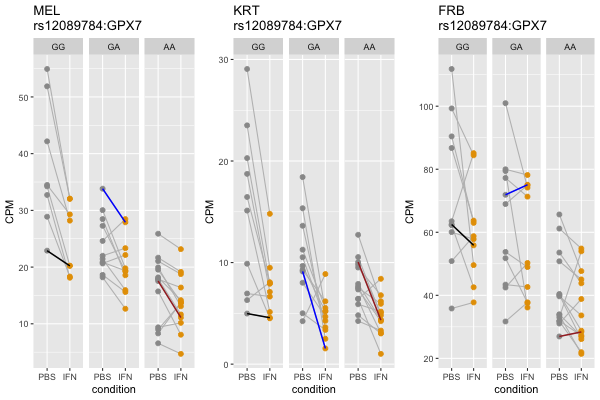 MEL
rs12089784:GPX7
GG GA AA
CPM
50
40
30
20
10
PBS IFN PBS IFN PBS IFN
condition
KRT
rs12089784:GPX7
GG GA AA
CPM
30
20
10
0
PBS IFN PBS IFN PBS IFN
condition
FRB
rs12089784:GPX7
GG GA AA
CPM
100
80
60
40
20
PBS IFN PBS IFN PBS IFN
condition